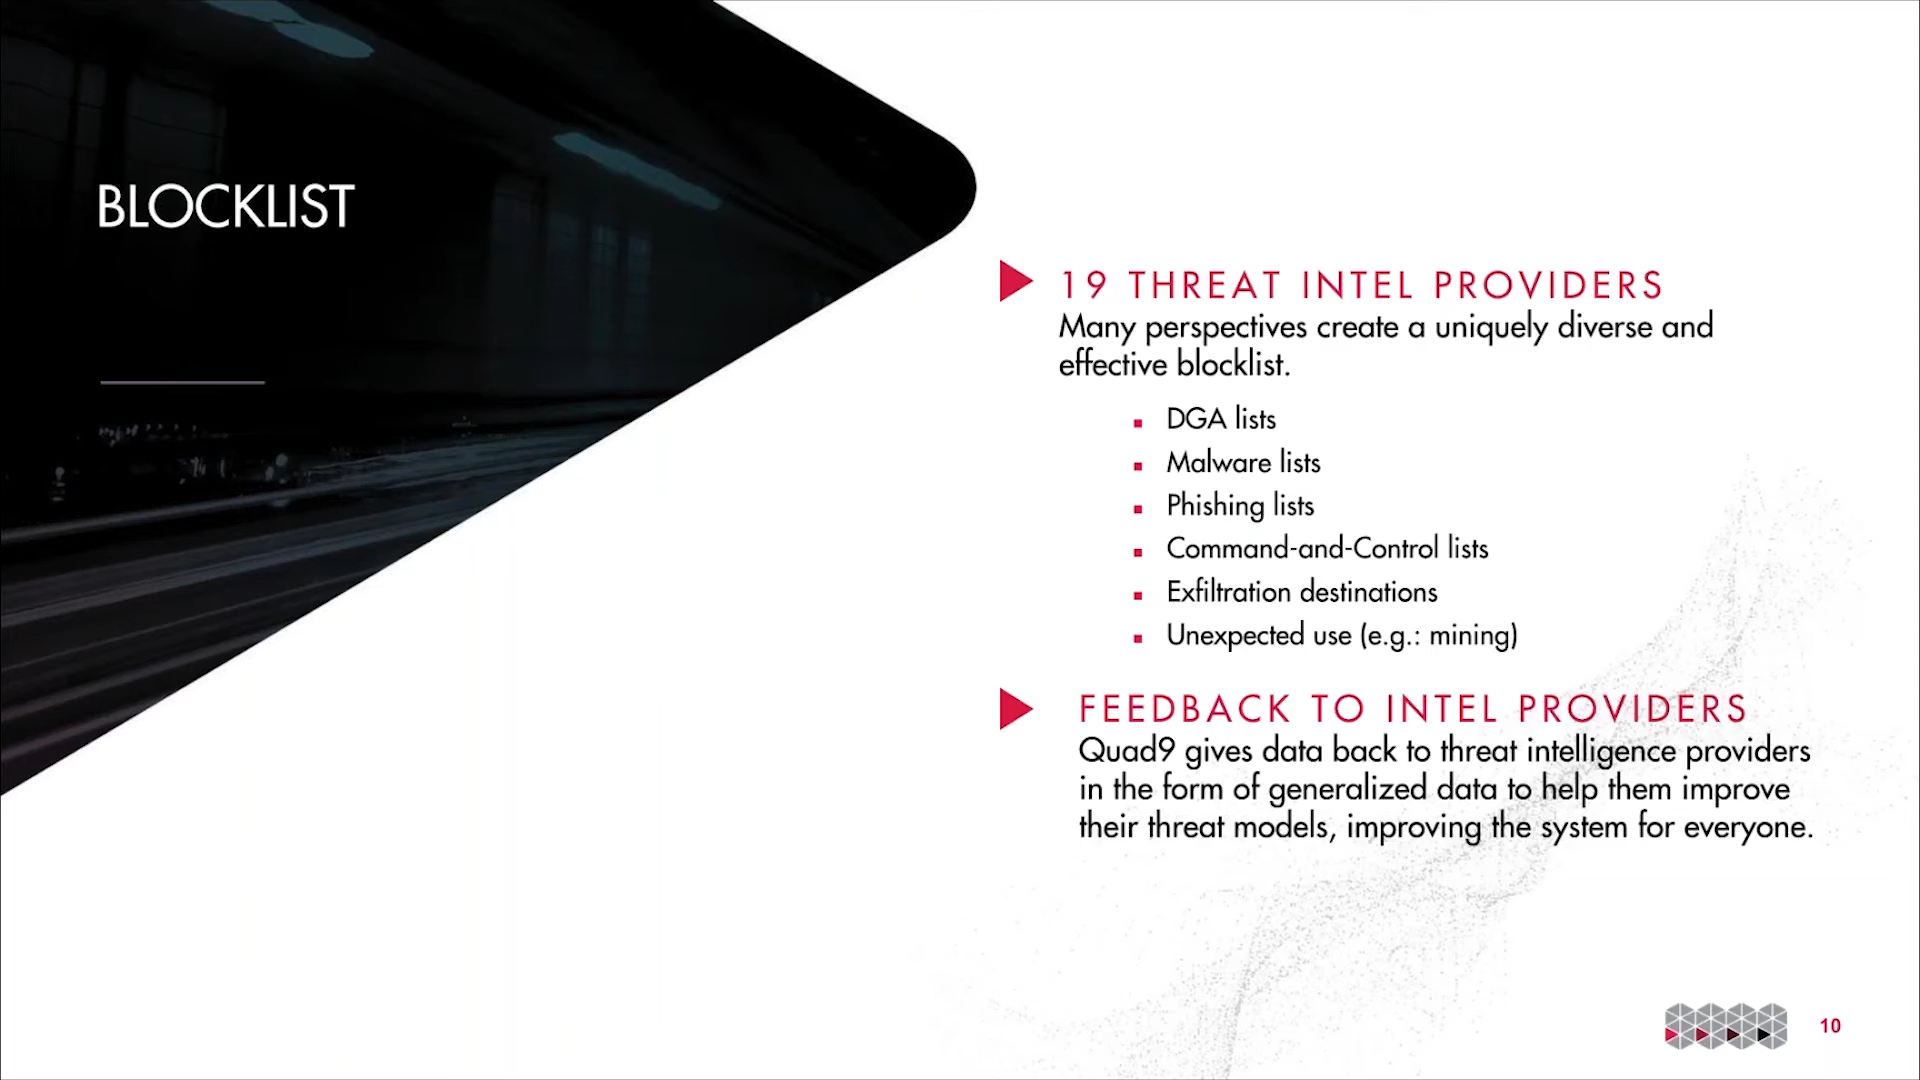 BLOCKLIST
19 THREAT INTEL PROVIDERS
Many perspectives create a uniquely diverse and
effective blocklist.
DGA lists
Malware lists
Phishing lists
Command-and-Control lists
Exfiltration destinations
Unexpected use (e.g.: mining)
FEEDBACK TO INTEL PROVIDERS
Quad9 gives data back to threat intelligence providers
in the form of generalized data to help them improve
their threat models, improving the system for everyone.
10